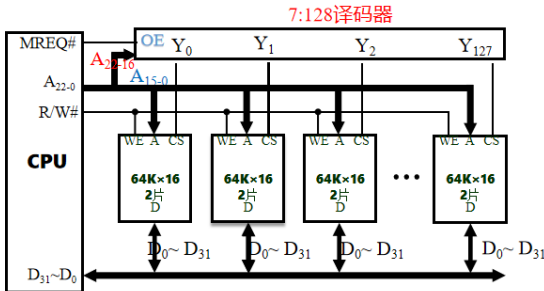 7:128译码器
MREQ# OE Y0 Y1 Y2 Y127
A22-16
A22-0 A15-0
R/W#
WE A CS WE A CS WE A CS WE A CS
CPU
64K×16 64K×16 64K×16 64K×16
2片 2片 2片 ••• 2片
D D D D
D0~ D31 D0~ D31 D0~ D31 D0~ D31
D31~D0